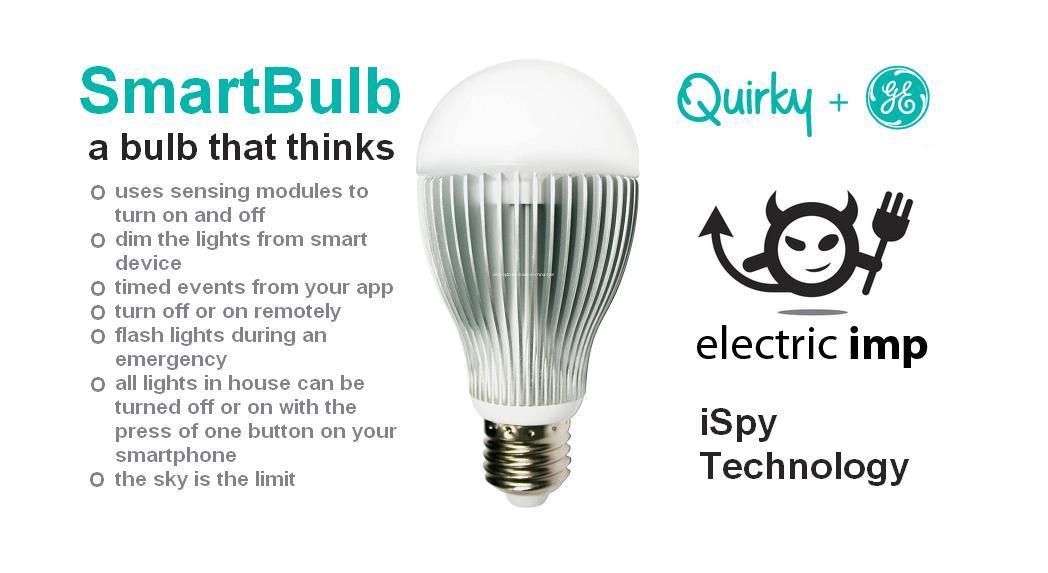 SmartBulb
a bulb that thinks
o uses sensing modules to
turn on and off
o dim the lights from smart
device
o timed events from your app
o turn off or on remotely
o flash lights during an
emergency
o all lights in house can be
turned off or on with the
press of one button on your
smartphone
o the sky is the limit
Quirky + GE
electric imp
iSpy
Technology